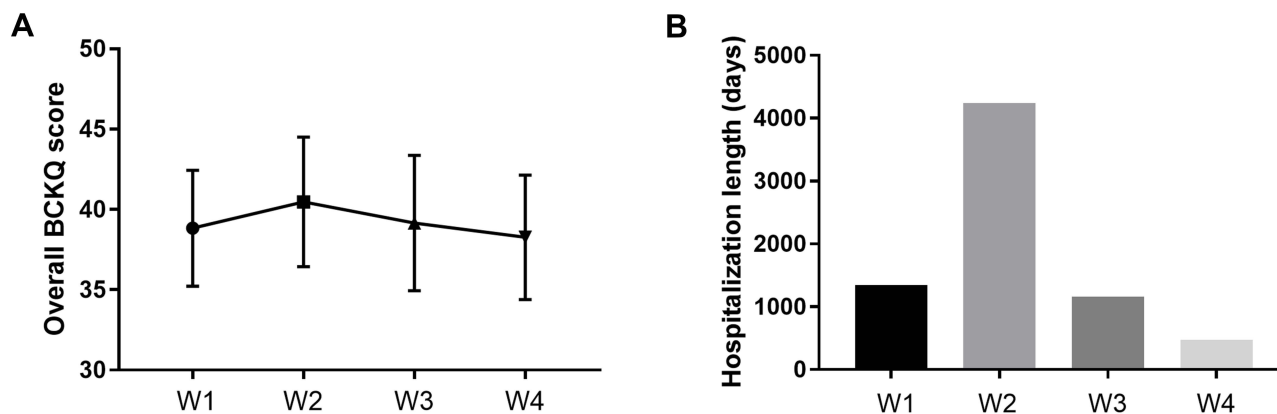 A
Overall BCKQ score
50
45
40
35
30
W1 W2 W3 W4
B
Hospitalization length (days)
5000
4000
3000
2000
1000
0
W1 W2 W3 W4